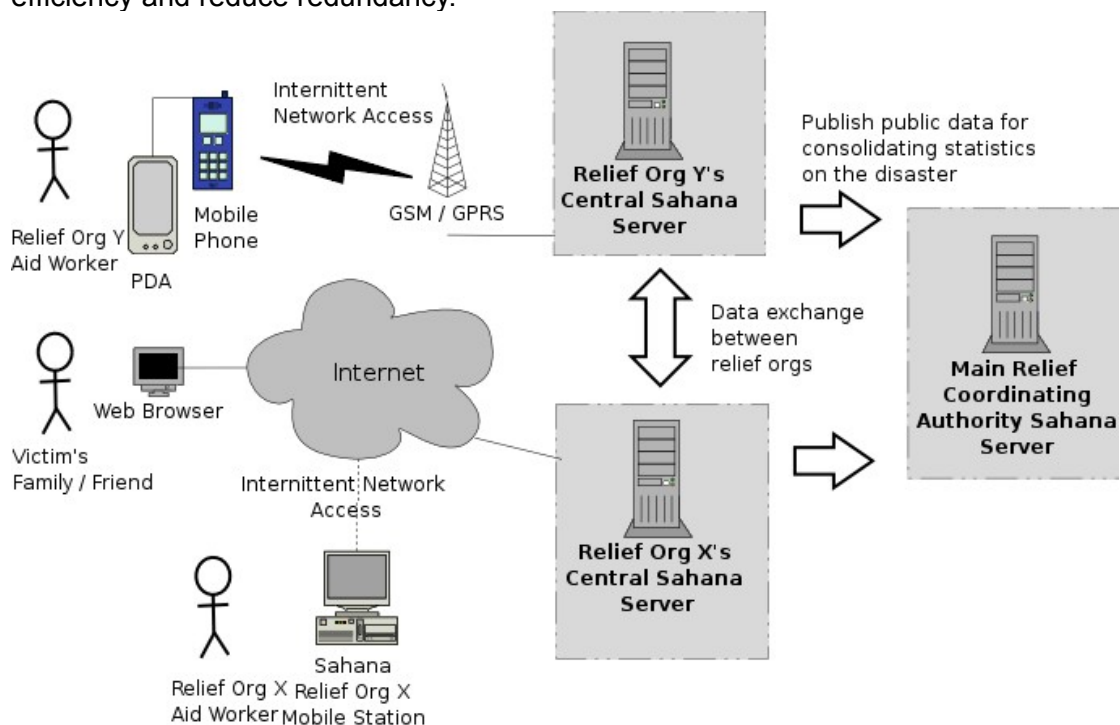 efficiency and reduce redundancy.
Internittent
Network Access
Relief Org Y
Aid Worker
PDA
Mobile
Phone
GSM / GPRS
Relief Org Y's
Central Sahana
Server
Publish public data for
consolidating statistics
on the disaster
Data exchange
between
relief orgs
Main Relief
Coordinating
Authority Sahana
Server
Victim's
Family / Friend
Web Browser
Internet
Internittent Network
Access
Relief Org X's
Central Sahana
Server
Relief Org X
Aid Worker
Sahana
Relief Org X
Mobile Station